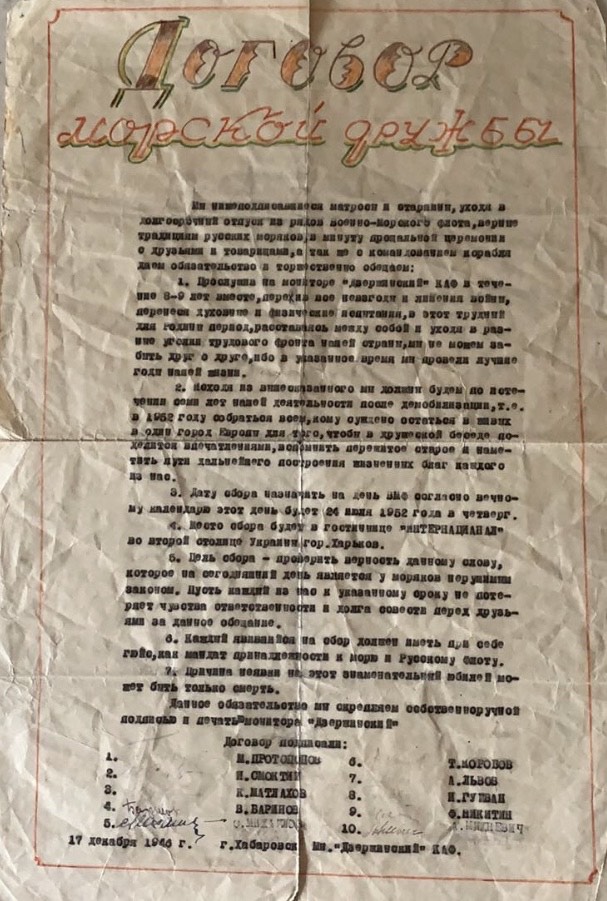 Договор
морской дружбы
Мы нижеподписавшиеся матросы и старшины, уходя в
долгосрочный отпуск из рядов Военно-Морского флота, верные
традициям русских моряков, в минуту прощальной церемонии
с друзьями и товарищами, а так же с командованием корабля
даем обязательство и торжественно обещаем:
1. Прослужив на мониторе "Дзержинский" КАФ в тече-
ние 8-9 лет вместе, пережив все невзгоды и лишения войны,
перенеся духовные и физические испытания, в этот трудный
для родины период, расставаясь между собой и уходя в раз-
ные уголки трудового фронта нашей страны, мы не можем за-
быть друг о друге, ибо в указанное время мы провели лучшие
годы нашей жизни.
2. Исходя из вышесказанного мы должны будем по исте-
чении семи лет нашей деятельности после демобилизации, т.е.
в 1952 году собраться всем, кому суждено остаться в живых
в один город Европы для того, чтобы в дружеской беседе по-
делится впечатлениями, вспомнить пережитое старое и наме-
тить пути дальнейшего построения жизненных благ каждого
из нас.
3. Дату сбора назначать на день ВМФ согласно вечно-
му календарю этот день будет 24 июля 1952 года в четверг.
4. Место сбора будет в гостинице "ИНТЕРНАЦИАНАЛ"
во второй столице Украины гор. Харьков.
5. Цель сбора - проверить верность данному слову,
которое на сегодняшний день является у моряков нерушимым
законом. Пусть каждый из нас к указанному сроку не поте-
ряет чувства ответственности и долга совести перед друзь-
ями за данное обещание.
6. Каждый явившийся на сбор должен иметь при себе
гюйс, как мандат принадлежности к морю и Русскому флоту.
7. Причина неявки на этот знаменательный юбилей мо-
жет быть только смерть.
Данное обязательство мы скрепляем собственноручной
подписью и печатью монитора "Дзержинский"
Договор подписали:
1. М.ПРОТОПОПОВ 6. Т.МОРОЗОВ
2. И.СМОКТИЙ 7. А.ЛЬВОВ
3. К.МАТЛАХОВ 8. И.ГУЦВАН
4. В.БАРИНОВ 9. Ф.НИКИТИН
5. 10.
17 декабря 1946 г. г.Хабаровск Мн. "Дзержинский" КАФ.